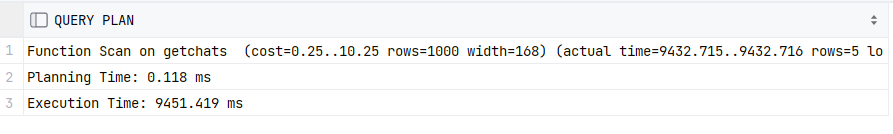 QUERY PLAN
1 Function Scan on getchats (cost=0.25..10.25 rows=1000 width=168) (actual time=9432.715..9432.716 rows=5 lo
2 Planning Time: 0.118 ms
3 Execution Time: 9451.419 ms